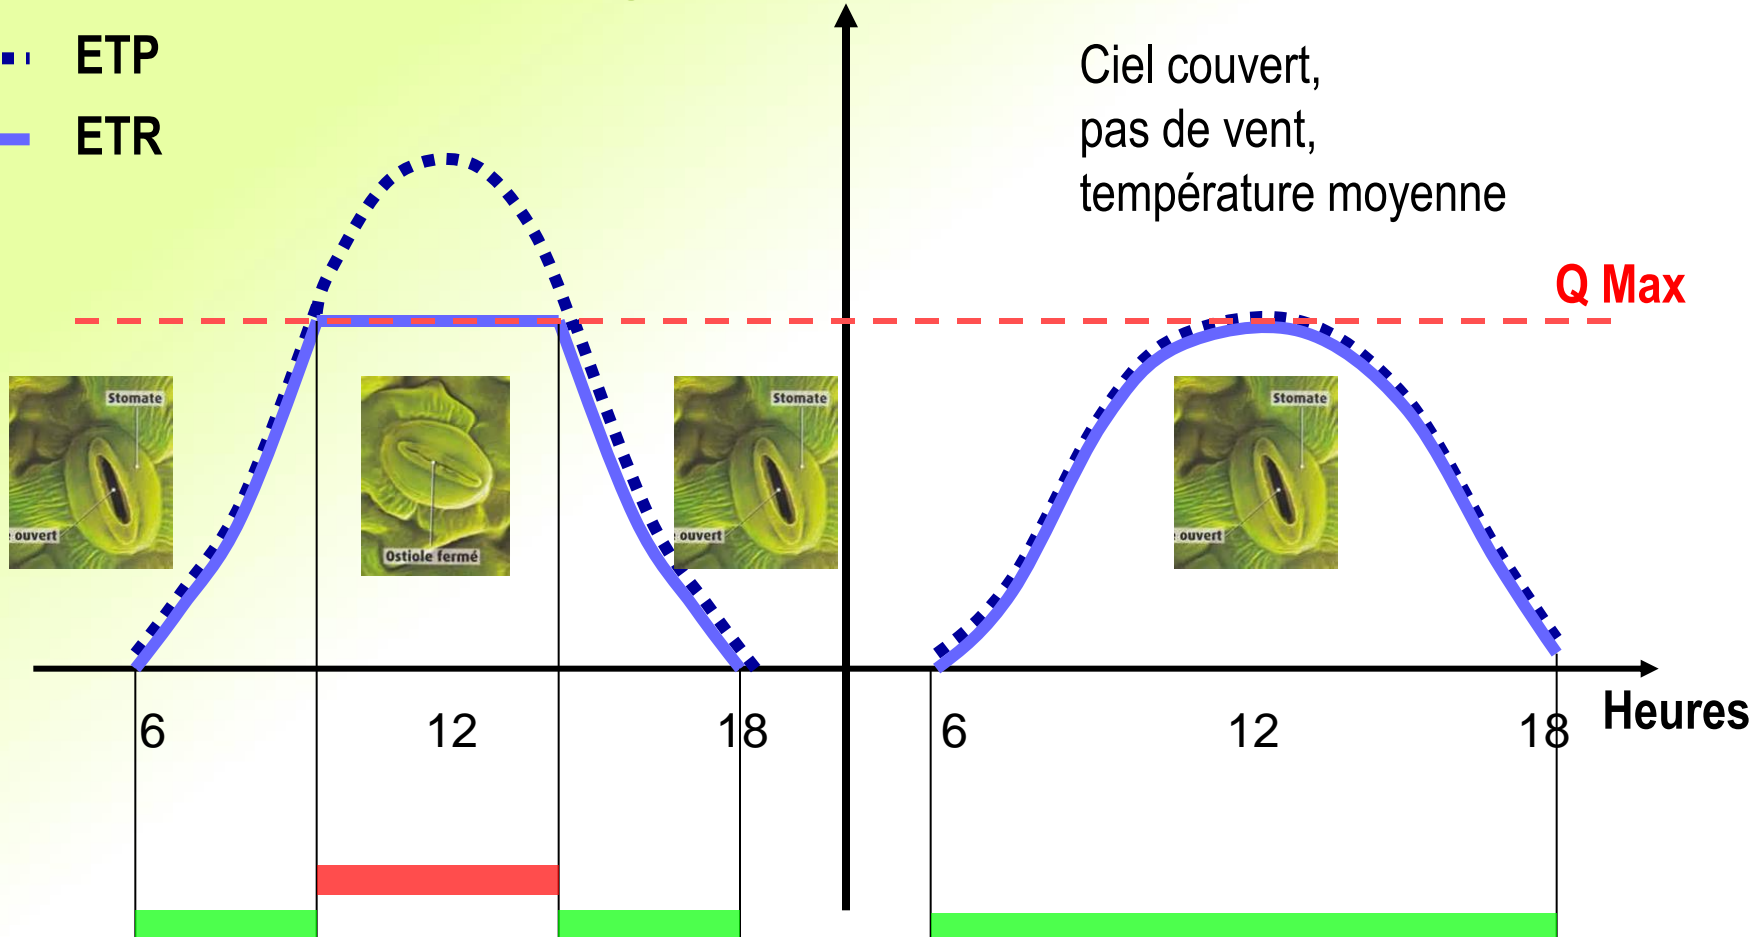 ETP
ETR
Ciel couvert,
pas de vent,
température moyenne
Q Max
Stomate
ouvert
Ostiole fermé
Stomate
ouvert
Stomate
ouvert
6
12
18
6
12
18
Heures